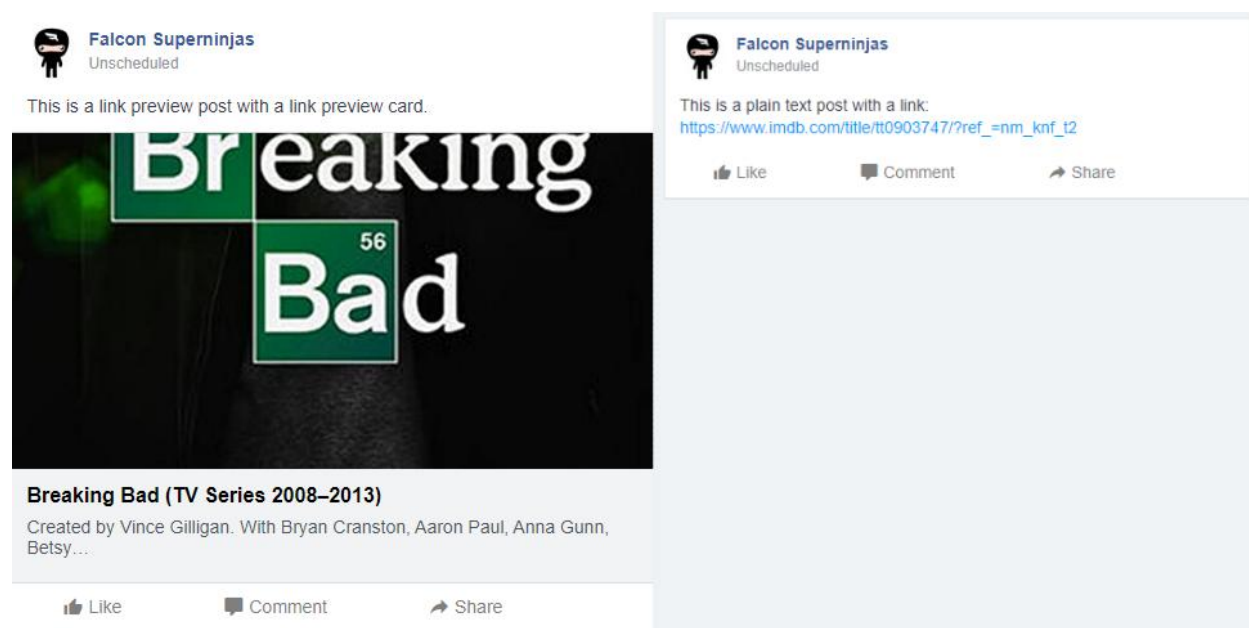 Falcon Superninjas
Unscheduled
This is a link preview post with a link preview card.
Breaking
56
Bad
Breaking Bad (TV Series 2008–2013)
Created by Vince Gilligan. With Bryan Cranston, Aaron Paul, Anna Gunn,
Betsy…
Like Comment Share
Falcon Superninjas
Unscheduled
This is a plain text post with a link:
https://www.imdb.com/title/tt0903747/?ref_=nm_knf_t2
Like Comment Share